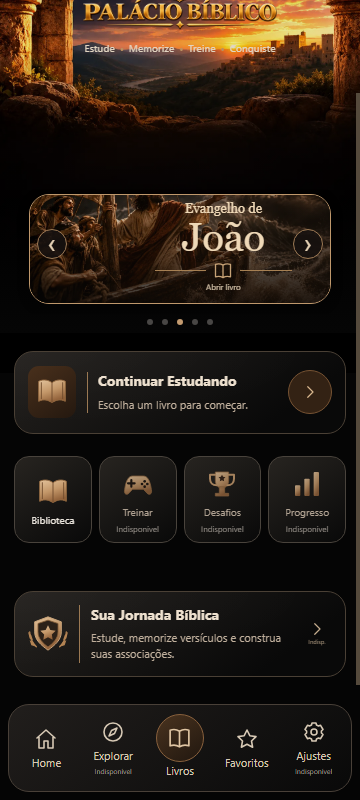 PALÁCIO BÍBLICO
Estude · Memorize · Treine · Conquiste
Evangelho de
João
Abrir livro
Continuar Estudando
Escolha um livro para começar.
Biblioteca
Treinar
Indisponível
Desafios
Indisponível
Progresso
Indisponível
Sua Jornada Bíblica
Estude, memorize versículos e construa
suas associações.
Indisp.
Home
Explorar
Indisponível
Livros
Favoritos
Ajustes
Indisponível